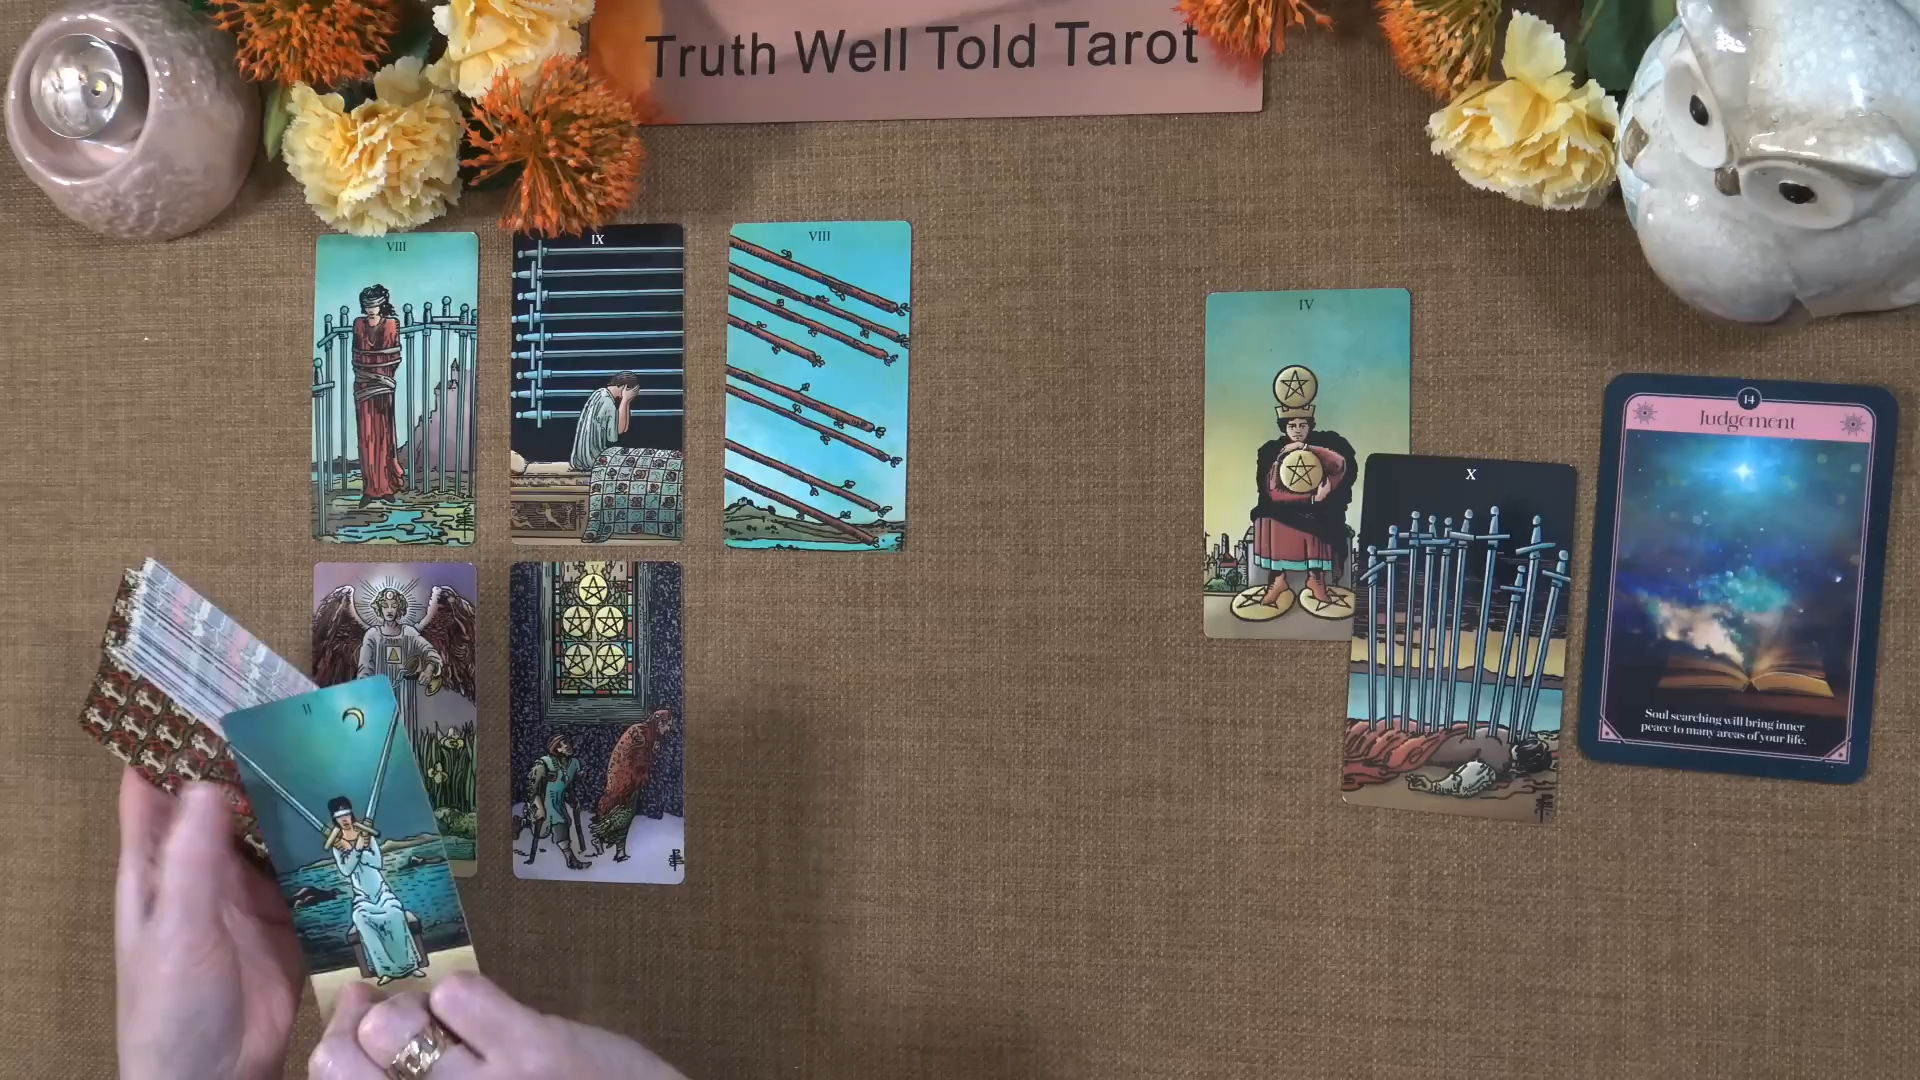 Truth Well Told Tarot
VIII
IX
VIII
IV
X
14
Judgement
Soul searching will bring inner
peace to many areas of your life.
II